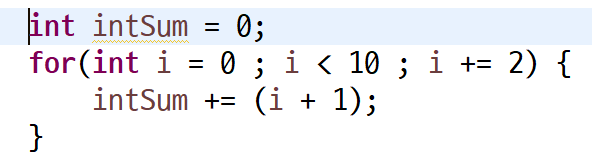 int intSum = 0;
for(int i = 0 ; i < 10 ; i += 2) {
    intSum += (i + 1);
}